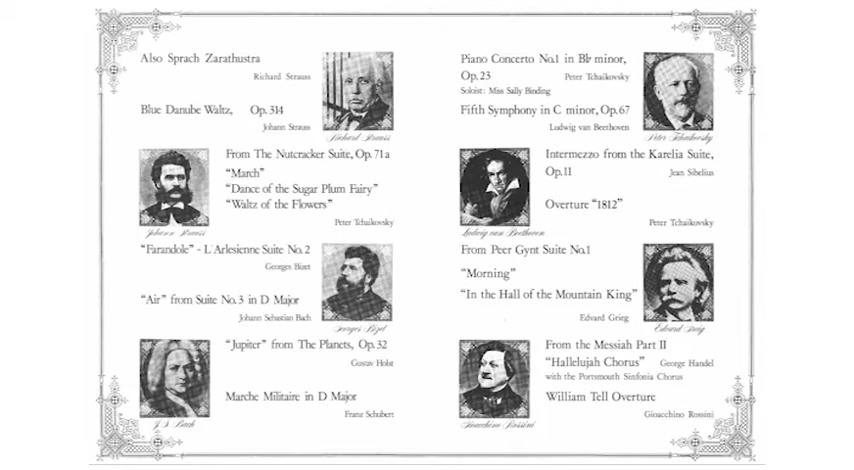 Also Sprach Zarathustra
Richard Strauss
Blue Danube Waltz, Op. 314
Johann Strauss
Richard Strauss
From The Nutcracker Suite, Op. 71a
“March”
“Dance of the Sugar Plum Fairy”
“Waltz of the Flowers”
Peter Tchaikovsky
Johann Strauss
“Farandole” - L'Arlesienne Suite No. 2
Georges Bizet
“Air” from Suite No. 3 in D Major
Johann Sebastian Bach
Georges Bizet
“Jupiter” from The Planets, Op. 32
Gustav Holst
Marche Militaire in D Major
Franz Schubert
J. S. Bach
Piano Concerto No.1 in B♭ minor,
Op. 23 Peter Tchaikovsky
Soloist: Miss Sally Binding
Fifth Symphony in C minor, Op. 67
Ludwig van Beethoven
Peter Tchaikovsky
Intermezzo from the Karelia Suite,
Op. 11 Jean Sibelius
Overture “1812”
Peter Tchaikovsky
Ludwig van Beethoven
From Peer Gynt Suite No.1
“Morning”
“In the Hall of the Mountain King”
Edvard Grieg
Edvard Greig
From the Messiah Part II
“Hallelujah Chorus” George Handel
with the Portsmouth Sinfonia Chorus
William Tell Overture
Gioacchino Rossini
Gioacchino Rossini